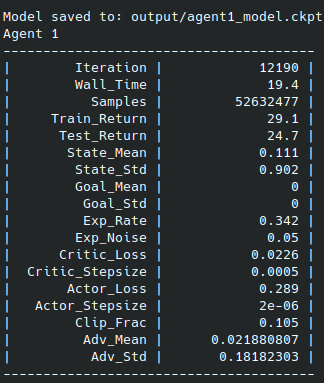 Model saved to: output/agent1_model.ckpt
Agent 1
---------------------------------------
|        Iteration |            12190 |
|        Wall_Time |             19.4 |
|          Samples |         52632477 |
|     Train_Return |             29.1 |
|      Test_Return |             24.7 |
|       State_Mean |            0.111 |
|        State_Std |            0.902 |
|        Goal_Mean |                0 |
|         Goal_Std |                0 |
|         Exp_Rate |            0.342 |
|        Exp_Noise |             0.05 |
|      Critic_Loss |           0.0226 |
|  Critic_Stepsize |           0.0005 |
|       Actor_Loss |            0.289 |
|   Actor_Stepsize |            2e-06 |
|        Clip_Frac |            0.105 |
|         Adv_Mean |      0.021880807 |
|          Adv_Std |       0.18182303 |
---------------------------------------